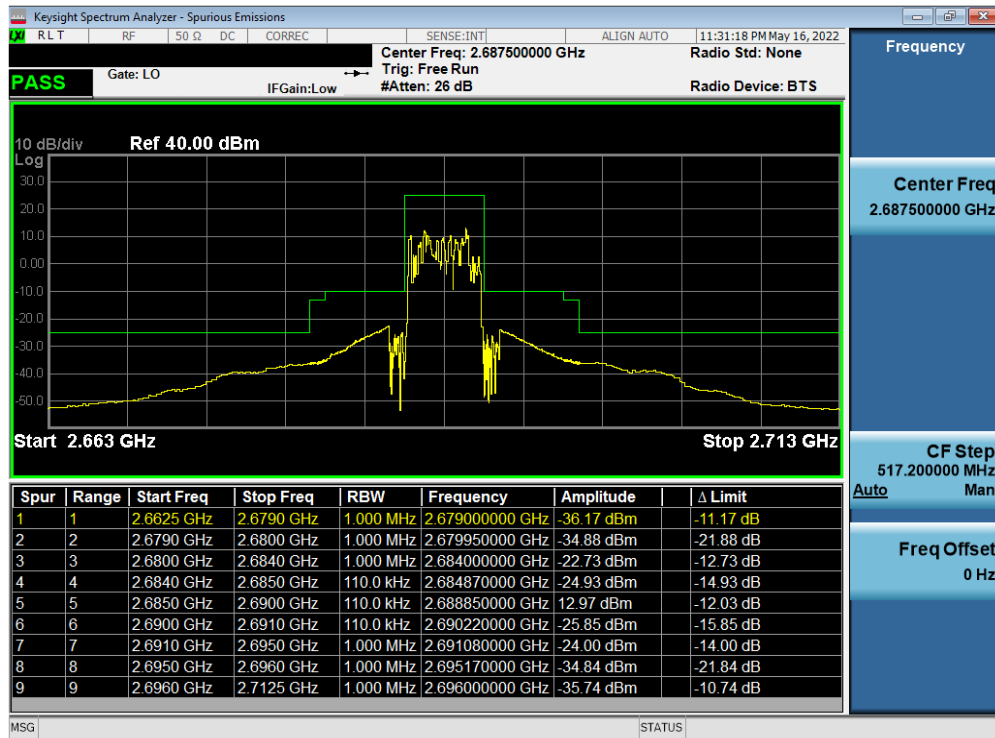 Keysight Spectrum Analyzer - Spurious Emissions
LXI RLT RF 50 Ω DC CORREC SENSE:INT ALIGN AUTO 11:31:18 PM May 16, 2022
Center Freq: 2.687500000 GHz Radio Std: None
PASS Gate: LO Trig: Free Run
IFGain:Low #Atten: 26 dB Radio Device: BTS
10 dB/div Ref 40.00 dBm
Log
30.0
20.0
10.0
0.00
-10.0
-20.0
-30.0
-40.0
-50.0
Start 2.663 GHz Stop 2.713 GHz
Spur Range Start Freq Stop Freq RBW Frequency Amplitude Δ Limit
1 1 2.6625 GHz 2.6790 GHz 1.000 MHz 2.679000000 GHz -36.17 dBm -11.17 dB
2 2 2.6790 GHz 2.6800 GHz 1.000 MHz 2.679950000 GHz -34.88 dBm -21.88 dB
3 3 2.6800 GHz 2.6840 GHz 1.000 MHz 2.684000000 GHz -22.73 dBm -12.73 dB
4 4 2.6840 GHz 2.6850 GHz 110.0 kHz 2.684870000 GHz -24.93 dBm -14.93 dB
5 5 2.6850 GHz 2.6900 GHz 110.0 kHz 2.688850000 GHz 12.97 dBm -12.03 dB
6 6 2.6900 GHz 2.6910 GHz 110.0 kHz 2.690220000 GHz -25.85 dBm -15.85 dB
7 7 2.6910 GHz 2.6950 GHz 1.000 MHz 2.691080000 GHz -24.00 dBm -14.00 dB
8 8 2.6950 GHz 2.6960 GHz 1.000 MHz 2.695170000 GHz -34.84 dBm -21.84 dB
9 9 2.6960 GHz 2.7125 GHz 1.000 MHz 2.696000000 GHz -35.74 dBm -10.74 dB
MSG STATUS
Frequency
Center Freq
2.687500000 GHz
CF Step
517.200000 MHz
Auto Man
Freq Offset
0 Hz